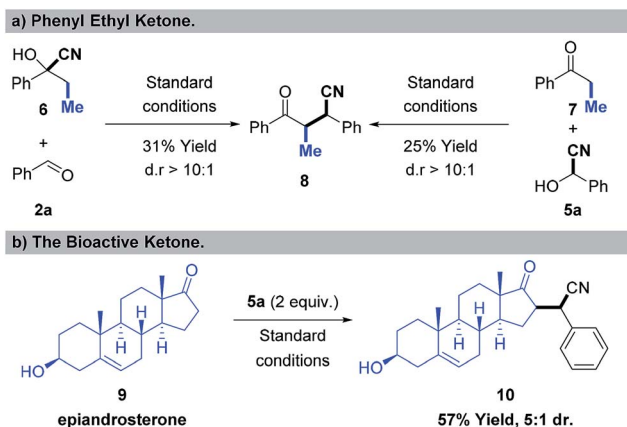 a) Phenyl Ethyl Ketone.
HO CN
Ph
Me
6
+
Ph O
2a
Standard
conditions
31% Yield
d.r > 10:1
O CN
Ph Ph
Me
8
Standard
conditions
25% Yield
d.r > 10:1
O
Ph
Me
7
+
CN
HO Ph
5a
b) The Bioactive Ketone.
O
H
H H
HO
9
epiandrosterone
5a (2 equiv.)
Standard
conditions
O
CN
H
H H
HO
10
57% Yield, 5:1 dr.